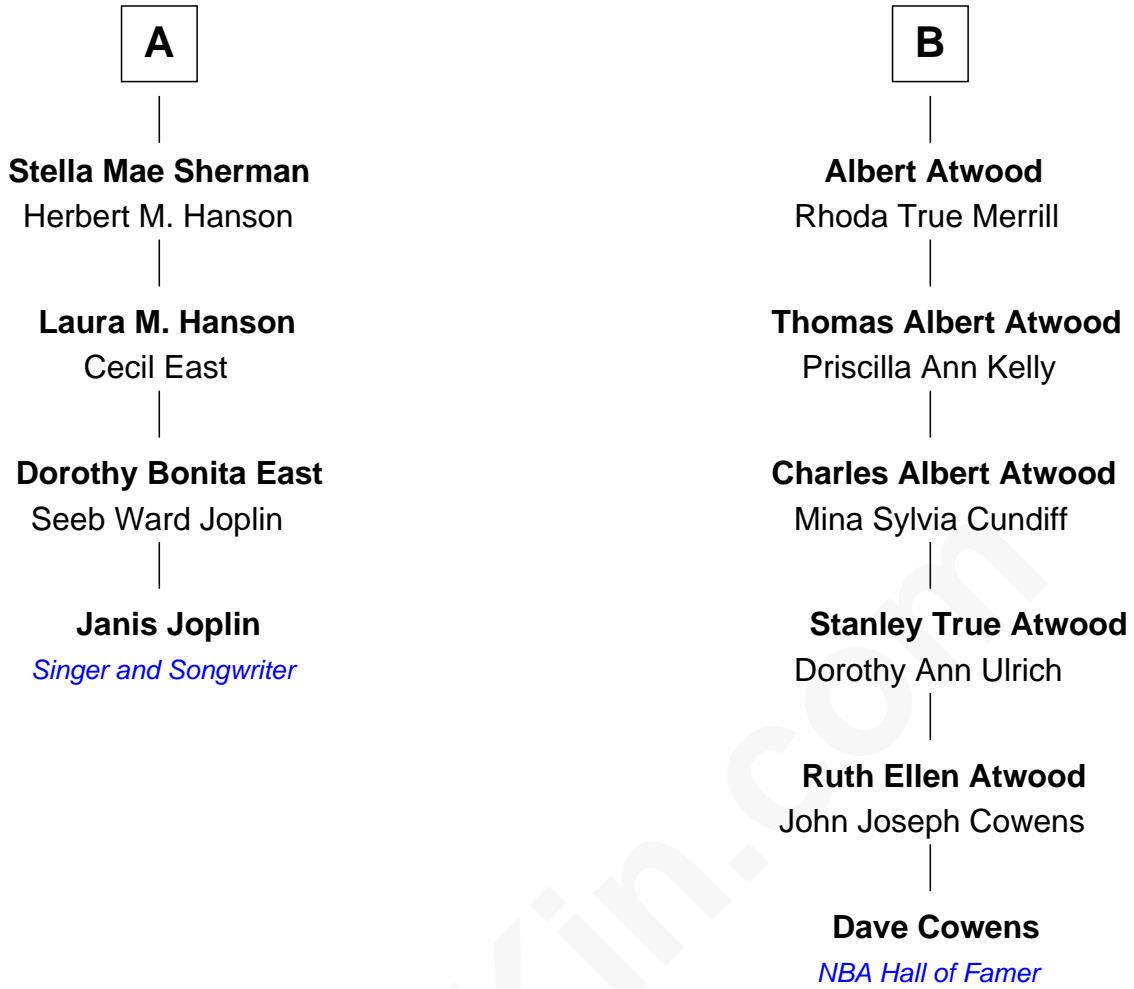 A
Stella Mae Sherman
Herbert M. Hanson
Laura M. Hanson
Cecil East
Dorothy Bonita East
Seeb Ward Joplin
Janis Joplin
Singer and Songwriter
B
Albert Atwood
Rhoda True Merrill
Thomas Albert Atwood
Priscilla Ann Kelly
Charles Albert Atwood
Mina Sylvia Cundiff
Stanley True Atwood
Dorothy Ann Ulrich
Ruth Ellen Atwood
John Joseph Cowens
Dave Cowens
NBA Hall of Famer
Kin.com